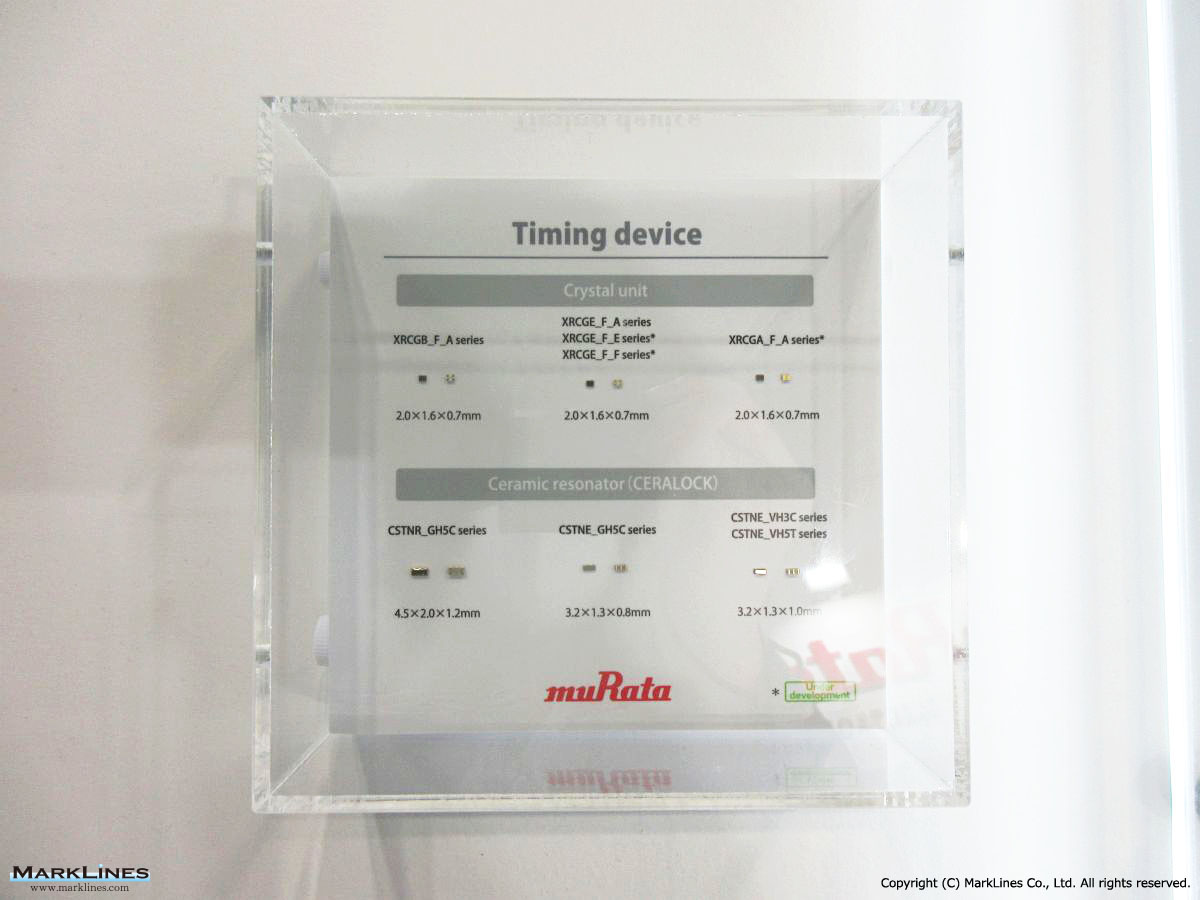 Timing device
Crystal unit
XRCGB_F_A series
2.0×1.6×0.7mm
XRCGE_F_A series
XRCGE_F_E series*
XRCGE_F_F series*
2.0×1.6×0.7mm
XRCGA_F_A series*
2.0×1.6×0.7mm
Ceramic resonator (CERALOCK)
CSTNR_GH5C series
4.5×2.0×1.2mm
CSTNE_GH5C series
3.2×1.3×0.8mm
CSTNE_VH3C series
CSTNE_VH5T series
3.2×1.3×1.0mm
muRata
* Under
development
MARKLINES
www.marklines.com
Copyright (C) MarkLines Co., Ltd. All rights reserved.